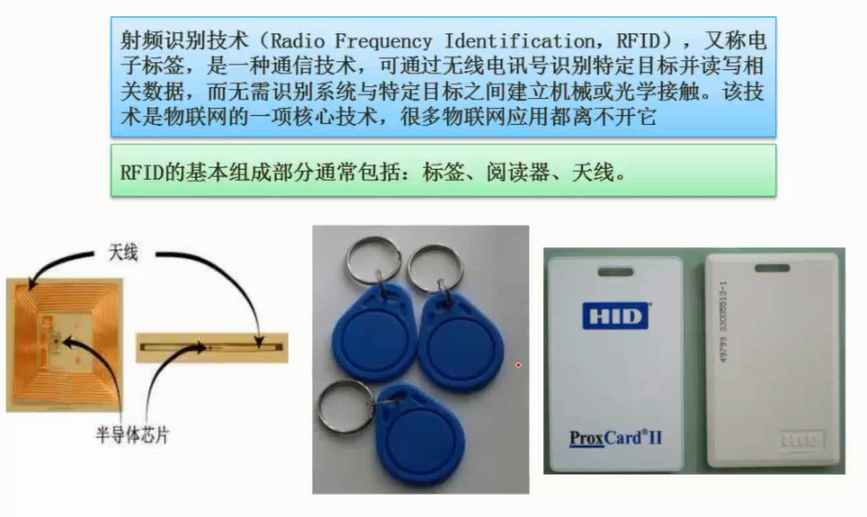 射频识别技术（Radio Frequency Identification，RFID），又称电
子标签，是一种通信技术，可通过无线电讯号识别特定目标并读写相
关数据，而无需识别系统与特定目标之间建立机械或光学接触。该技
术是物联网的一项核心技术，很多物联网应用都离不开它
RFID的基本组成部分通常包括：标签、阅读器、天线。
天线
半导体芯片
HID
ProxCard®II
HID